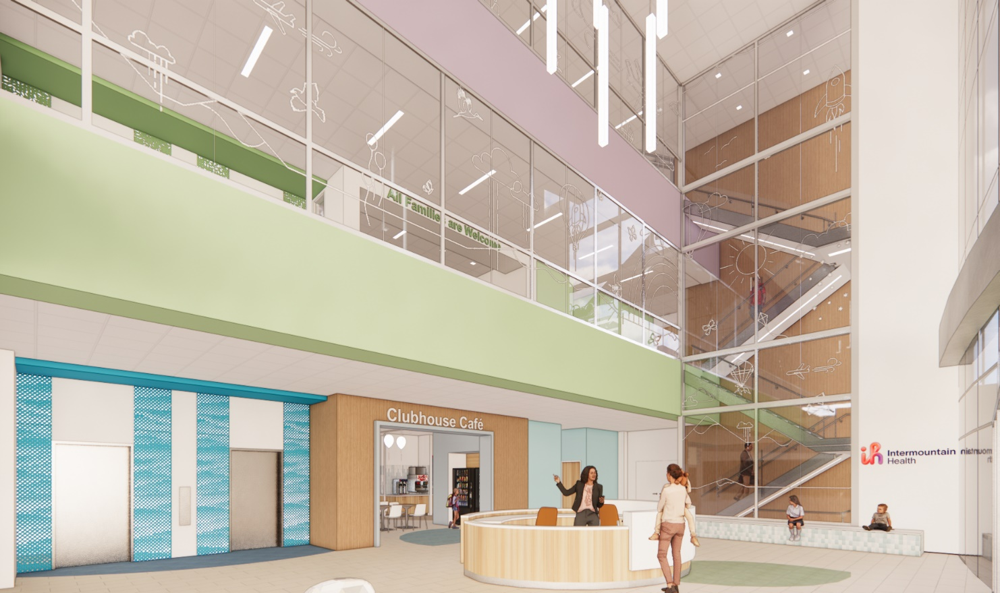 All Families are Welcome
Clubhouse Café
Intermountain
Health